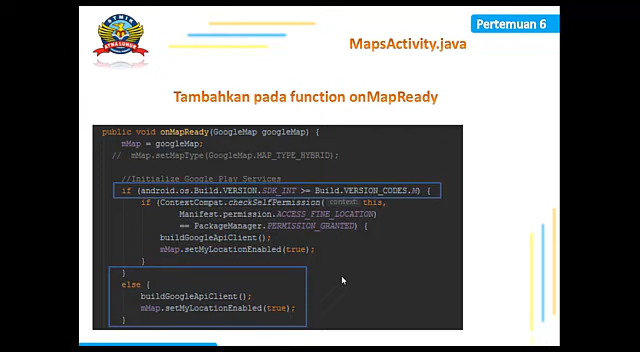 Pertemuan 6
STMIK
ATMA LUHUR
MapsActivity.java
Tambahkan pada function onMapReady
public void onMapReady(GoogleMap googleMap) {
mMap = googleMap;
// mMap.setMapType(GoogleMap.MAP_TYPE_HYBRID);
//Initialize Google Play Services
if (android.os.Build.VERSION.SDK_INT >= Build.VERSION_CODES.N) {
if (ContextCompat.checkSelfPermission( context: this,
Manifest.permission.ACCESS_FINE_LOCATION)
== PackageManager.PERMISSION_GRANTED) {
buildGoogleApiClient();
mMap.setMyLocationEnabled(true);
}
}
else {
buildGoogleApiClient();
mMap.setMyLocationEnabled(true);
}